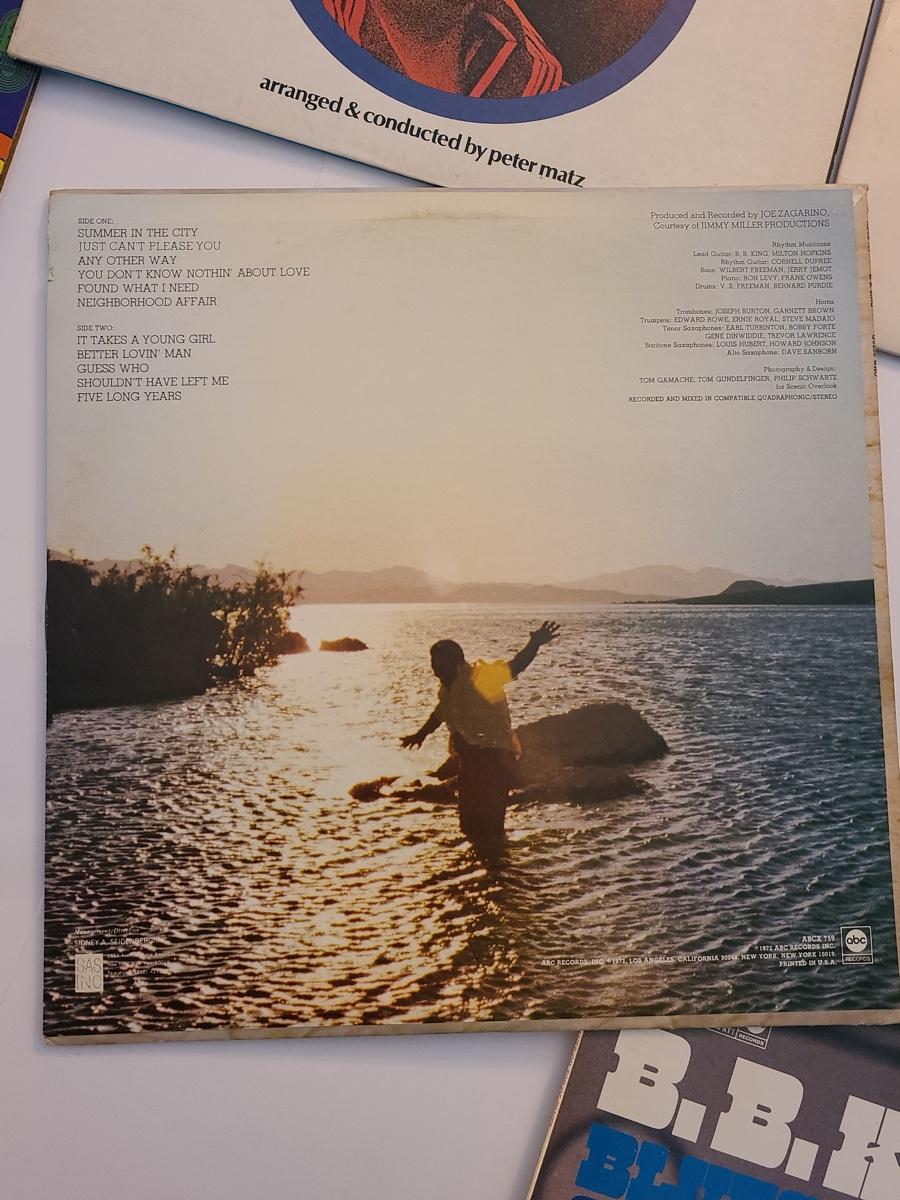 arranged & conducted by peter matz
SIDE ONE:
SUMMER IN THE CITY
JUST CAN'T PLEASE YOU
ANY OTHER WAY
YOU DON'T KNOW NOTHIN' ABOUT LOVE
FOUND WHAT I NEED
NEIGHBORHOOD AFFAIR
SIDE TWO:
IT TAKES A YOUNG GIRL
BETTER LOVIN' MAN
GUESS WHO
SHOULDN'T HAVE LEFT ME
FIVE LONG YEARS
Produced and Recorded by JOE ZAGARINO,
Courtesy of JIMMY MILLER PRODUCTIONS
Rhythm Musicians
Lead Guitar: B. B. KING, MILTON HOPKINS
Rhythm Guitar: CORNELL DUPREE
Bass: WILBERT FREEMAN, JERRY JEMOT
Piano: RON LEVY, FRANK OWENS
Drums: V. S. FREEMAN, BERNARD PURDIE
Horns
Trombones: JOSEPH BURTON, GARNETT BROWN
Trumpets: EDWARD ROWE, ERNIE ROYAL, STEVE MADAIO
Tenor Saxophones: EARL TURBINTON, BOBBY FORTE
GENE DINWIDDIE, TREVOR LAWRENCE
Baritone Saxophones: LOUIS HUBERT, HOWARD JOHNSON
Alto Saxophone: DAVE SANBORN
Photography & Design:
TOM GAMACHE, TOM GUNDELFINGER, PHILIP SCHWARTZ
for Scenic Overlook
RECORDED AND MIXED IN COMPATIBLE QUADRAPHONIC/STEREO
Management/Direction
SIDNEY A. SEIDENBERG INC.
SAS
INC
ABCX 759
℗1972 ABC RECORDS INC.
ABC RECORDS, INC. ©1972, LOS ANGELES, CALIFORNIA 90048, NEW YORK, NEW YORK 10019.
PRINTED IN U.S.A.
abc
RECORDS
RECORDS
B.B.K
BLUES